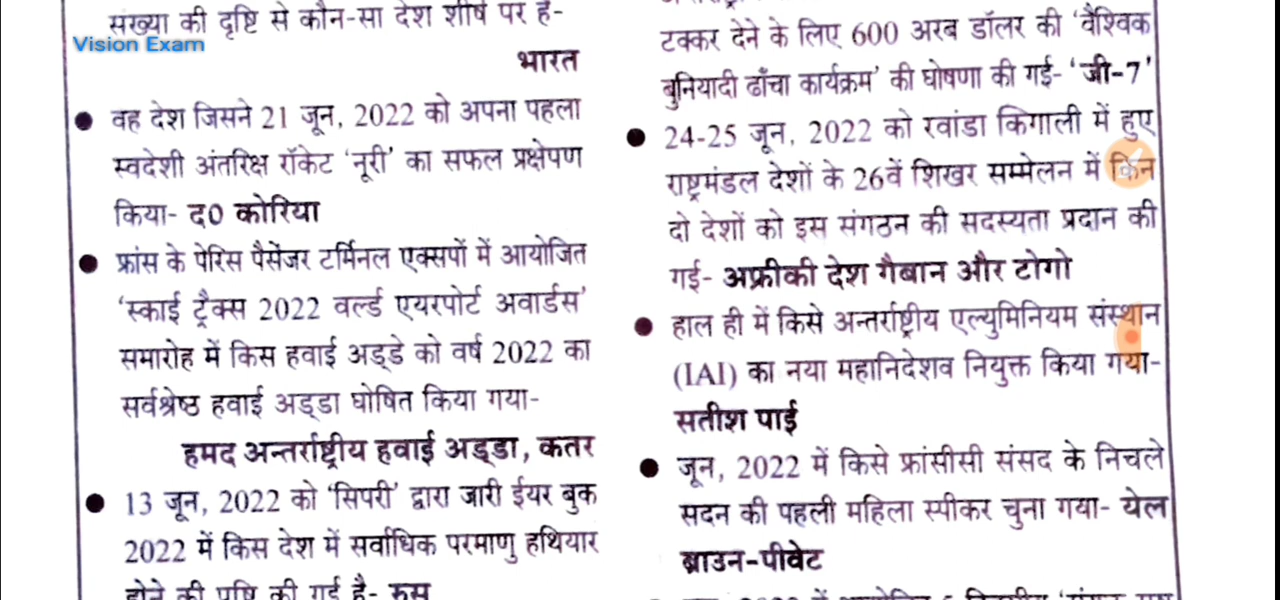 संख्या की दृष्टि से कौन-सा देश शीर्ष पर है-
Vision Exam
भारत
● वह देश जिसने 21 जून, 2022 को अपना पहला
स्वदेशी अंतरिक्ष रॉकेट 'नूरी' का सफल प्रक्षेपण
किया- द0 कोरिया
● फ्रांस के पेरिस पैसेंजर टर्मिनल एक्सपों में आयोजित
'स्काई ट्रैक्स 2022 वर्ल्ड एयरपोर्ट अवार्डस'
समारोह में किस हवाई अड्डे को वर्ष 2022 का
सर्वश्रेष्ठ हवाई अड्डा घोषित किया गया-
हमद अन्तर्राष्ट्रीय हवाई अड्डा, कतर
● 13 जून, 2022 को 'सिपरी' द्वारा जारी ईयर बुक
2022 में किस देश में सर्वाधिक परमाणु हथियार
होने की पुष्टि की गई है- रूस
टक्कर देने के लिए 600 अरब डॉलर की 'वैश्विक
बुनियादी ढाँचा कार्यक्रम' की घोषणा की गई- 'जी-7'
● 24-25 जून, 2022 को रवांडा किगाली में हुए
राष्ट्रमंडल देशों के 26वें शिखर सम्मेलन में किन
दो देशों को इस संगठन की सदस्यता प्रदान की
गई- अफ्रीकी देश गैबान और टोगो
● हाल ही में किसे अन्तर्राष्ट्रीय एल्युमिनियम संस्थान
(IAI) का नया महानिदेशव नियुक्त किया गया-
सतीश पाई
● जून, 2022 में किसे फ्रांसीसी संसद के निचले
सदन की पहली महिला स्पीकर चुना गया- येल
ब्राउन-पीवेट